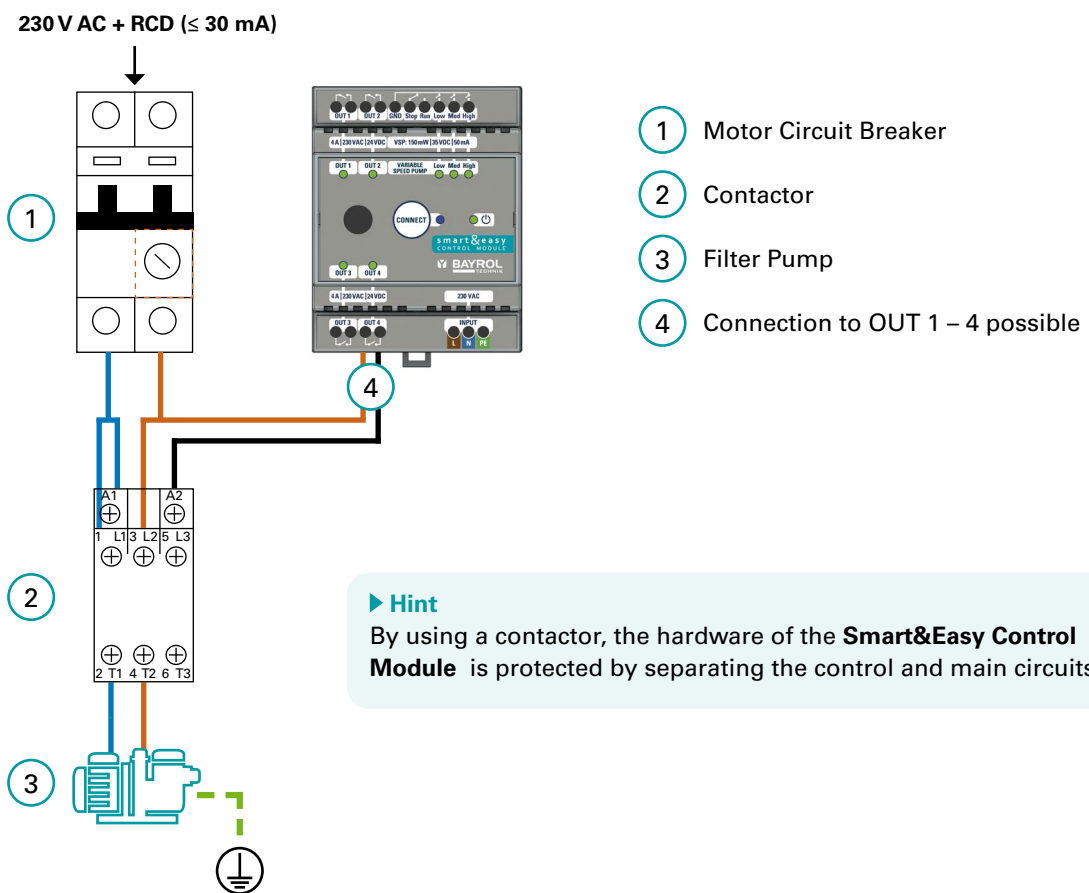 230 V AC + RCD (≤ 30 mA)
OUT 1 OUT 2 GND Stop Run Low Med High
4 A | 230 VAC | 24 VDC VSP: 150 mW | 35 VDC | 50 mA
OUT 1 OUT 2 VARIABLE SPEED PUMP Low Med High
CONNECT
smart&easy
CONTROL MODULE
BAYROL
TECHNIK
OUT 3 OUT 4
4 A | 230 VAC | 24 VDC 230 VAC
OUT 3 OUT 4 INPUT
L N PE
1
1 Motor Circuit Breaker
2 Contactor
3 Filter Pump
4 Connection to OUT 1 – 4 possible
4
A1 A2
1 L1 3 L2 5 L3
2
2 T1 4 T2 6 T3
Hint
By using a contactor, the hardware of the Smart&Easy Control
Module is protected by separating the control and main circuits
3